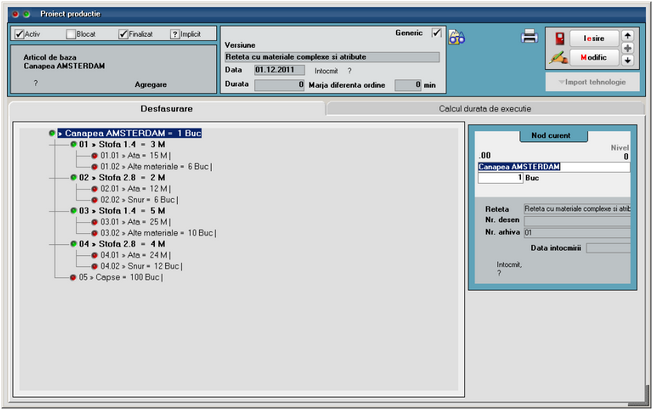 Proiect productie
Activ Blocat Finalizat ? Implicit
Articol de baza
Canapea AMSTERDAM
? Agregare
Generic
Versiune
Reteta cu materiale complexe si atribute
Data 01.12.2011 Intocmit ?
Durata 0 Marja diferenta ordine 0 min
Iesire
Modific
Import tehnologie
Desfasurare
Calcul durata de executie
» Canapea AMSTERDAM = 1 Buc
01 » Stofa 1.4 = 3 M
01.01 » Ata = 15 M |
01.02 » Alte materiale = 6 Buc |
02 » Stofa 2.8 = 2 M
02.01 » Ata = 12 M |
02.02 » Snur = 6 Buc |
03 » Stofa 1.4 = 5 M
03.01 » Ata = 25 M |
03.02 » Alte materiale = 10 Buc |
04 » Stofa 2.8 = 4 M
04.01 » Ata = 24 M |
04.02 » Snur = 12 Buc |
05 » Capse = 100 Buc |
Nod curent
Nivel
.00 0
Canapea AMSTERDAM
1 Buc
Reteta Reteta cu materiale complexe si atrib
Nr. desen
Nr. arhiva 01
Data intocmirii
Intocmit,
?